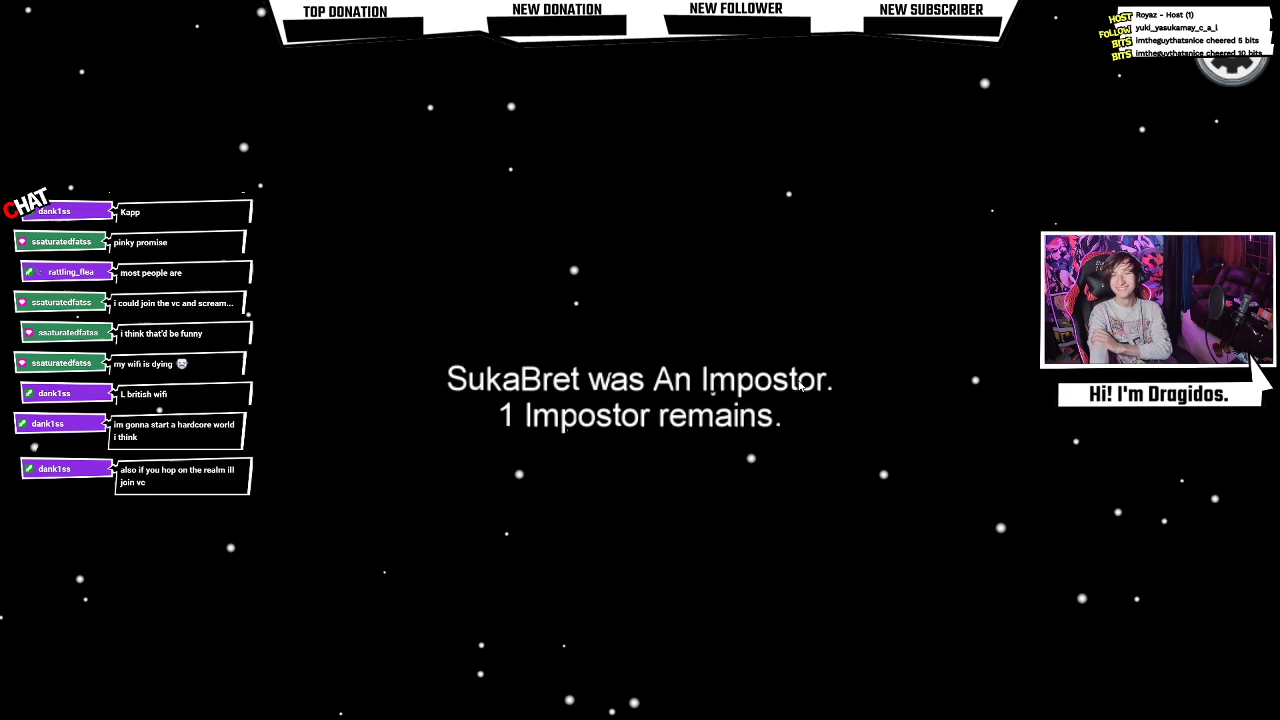 TOP DONATION
NEW DONATION
NEW FOLLOWER
NEW SUBSCRIBER
HOST Royaz - Host (1)
FOLLOW yuki_yasukamay_c_a_l
BITS imtheguythatsnice cheered 5 bits
BITS imtheguythatsnice cheered 10 bits
CHAT
dank1ss Kapp
ssaturatedfatss pinky promise
rattling_flea most people are
ssaturatedfatss i could join the vc and scream...
ssaturatedfatss i think that'd be funny
ssaturatedfatss my wifi is dying
dank1ss L british wifi
dank1ss im gonna start a hardcore world
i think
dank1ss also if you hop on the realm ill
join vc
SukaBret was An Impostor.
1 Impostor remains.
Hi! I'm Dragidos.